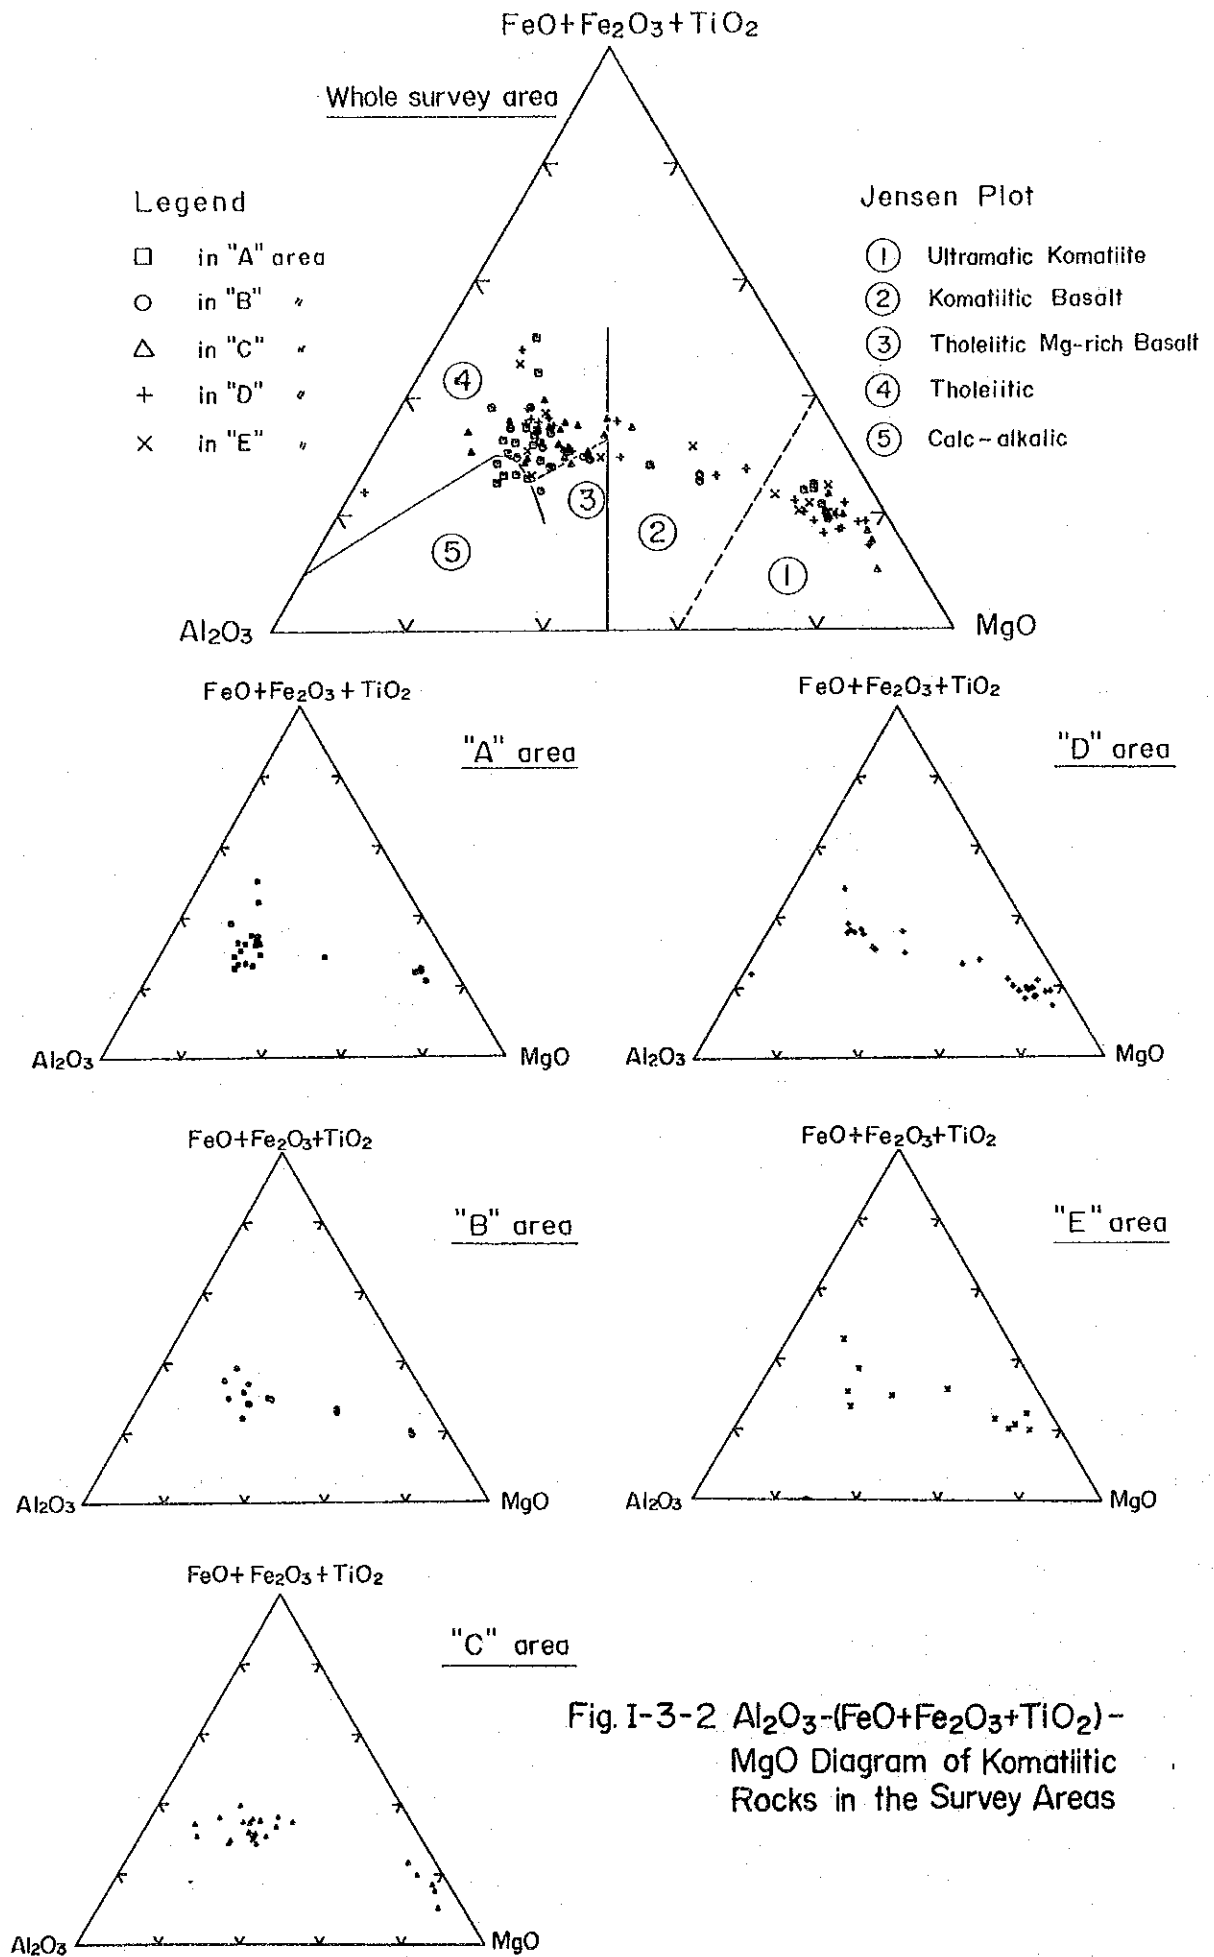 FeO+Fe₂O₃+TiO₂
Whole survey area
Legend
□ in "A" area
○ in "B" 〃
△ in "C" 〃
+ in "D" 〃
× in "E" 〃
Jensen Plot
① Ultramatic Komatiite
② Komatiitic Basalt
③ Tholeiitic Mg-rich Basalt
④ Tholeiitic
⑤ Calc-alkalic
④
③
②
⑤
①
Al₂O₃
MgO
FeO+Fe₂O₃+TiO₂
"A" area
Al₂O₃
MgO
FeO+Fe₂O₃+TiO₂
"D" area
Al₂O₃
MgO
FeO+Fe₂O₃+TiO₂
"B" area
Al₂O₃
MgO
FeO+Fe₂O₃+TiO₂
"E" area
Al₂O₃
MgO
FeO+Fe₂O₃+TiO₂
"C" area
Al₂O₃
MgO
Fig. I-3-2 Al₂O₃-(FeO+Fe₂O₃+TiO₂)-
MgO Diagram of Komatiitic
Rocks in the Survey Areas